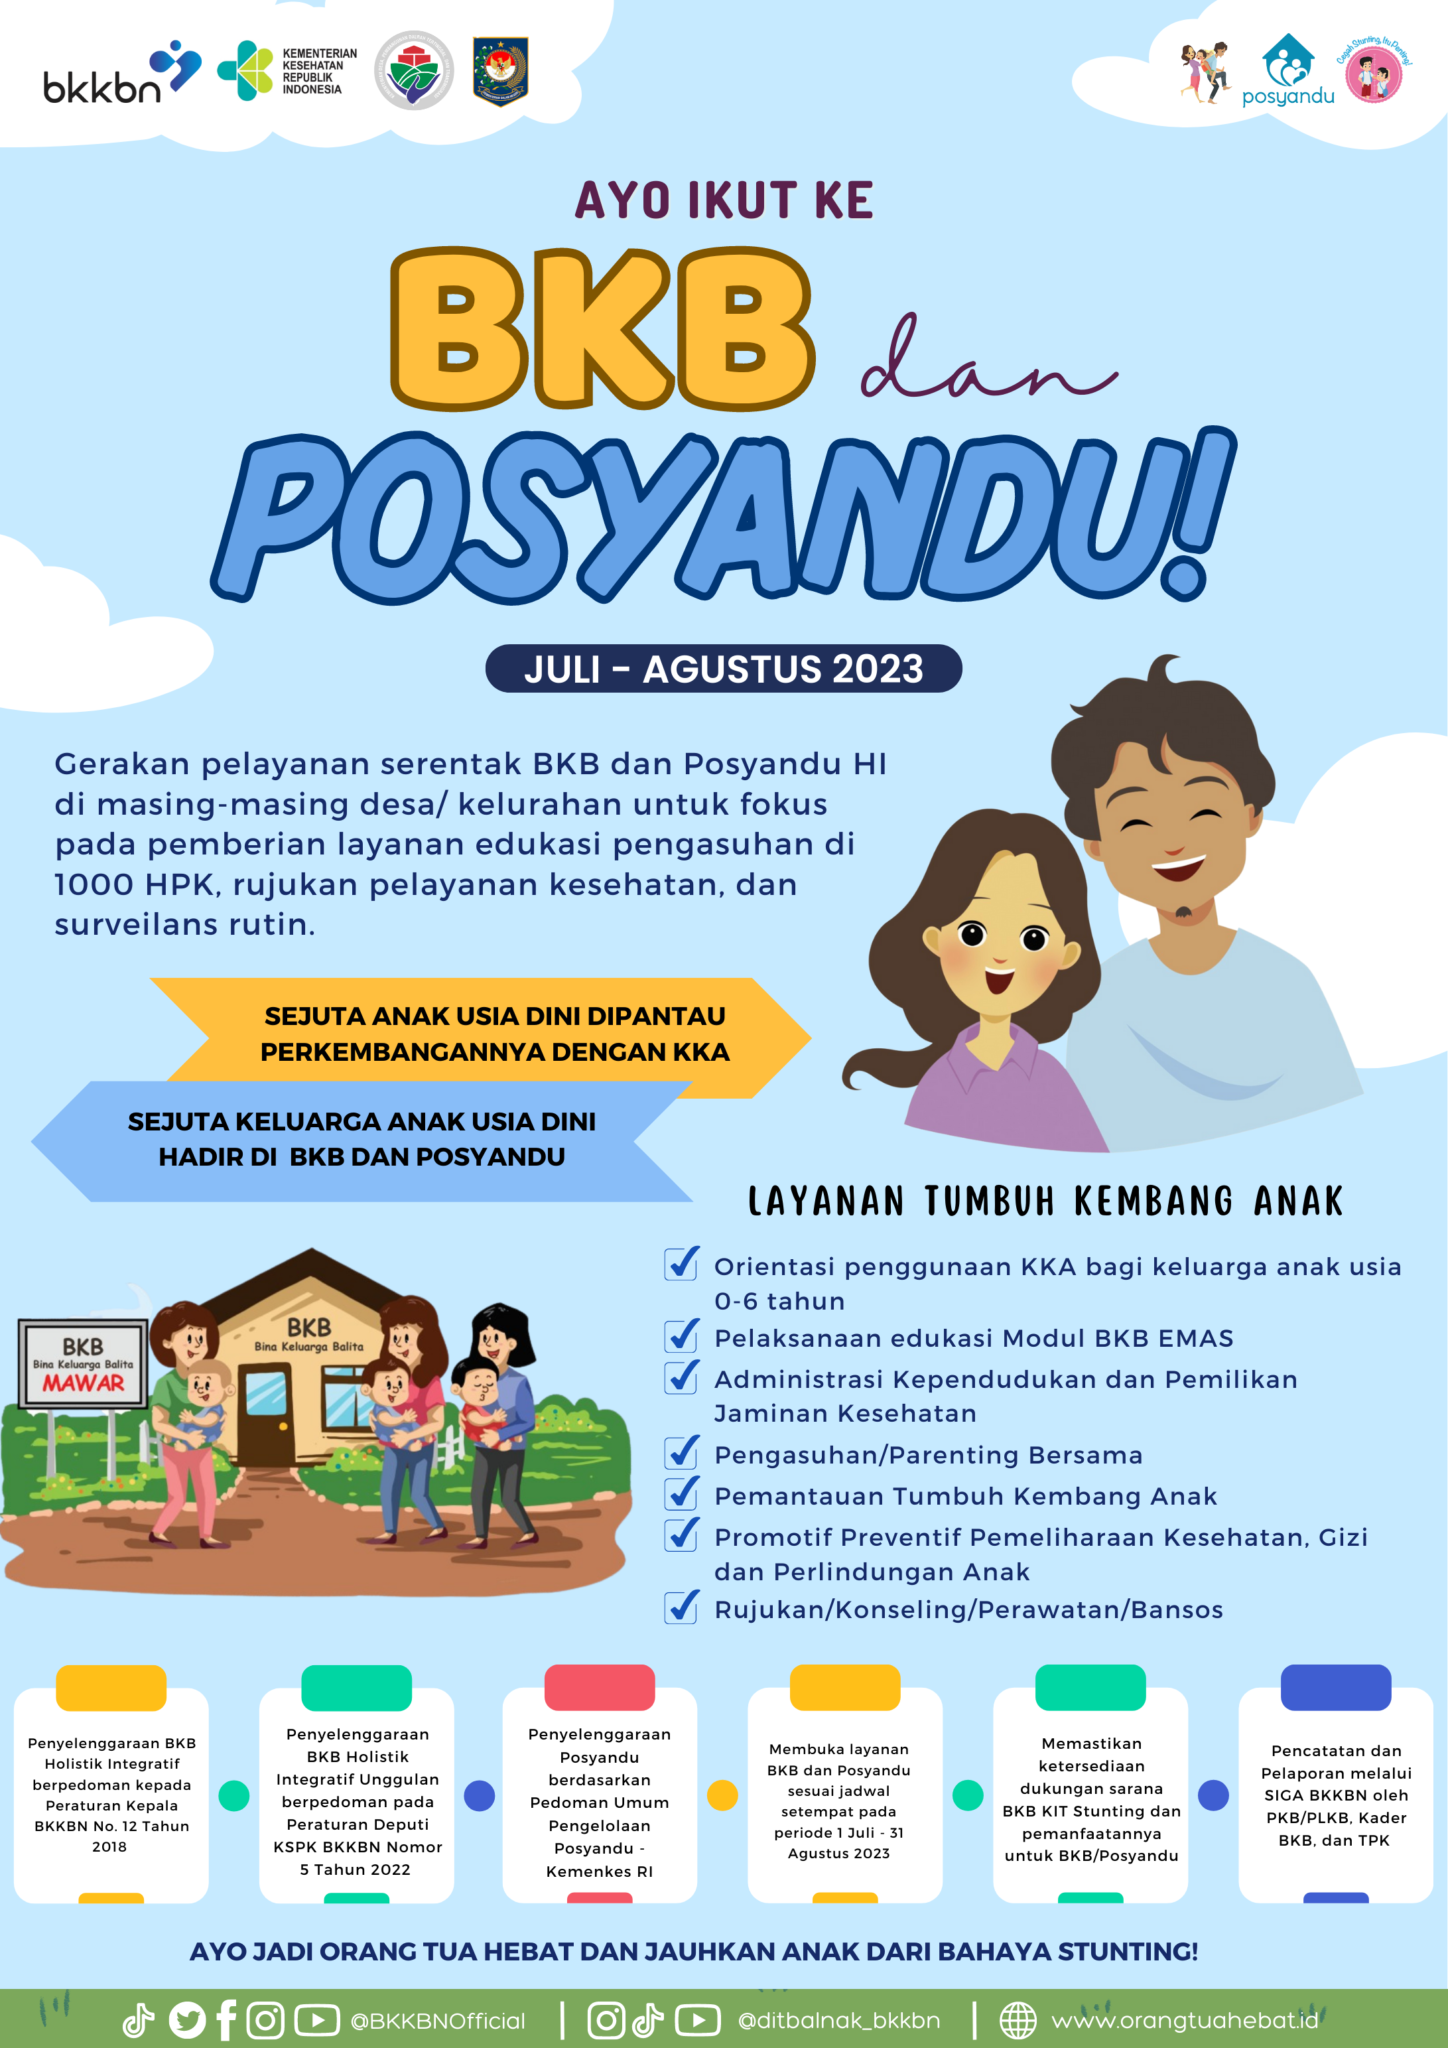 bkkbn
KEMENTERIAN
KESEHATAN
REPUBLIK
INDONESIA
posyandu
Cegah Stunting, Itu Penting!
AYO IKUT KE
BKB dan
POSYANDU!
JULI - AGUSTUS 2023
Gerakan pelayanan serentak BKB dan Posyandu HI
di masing-masing desa/ kelurahan untuk fokus
pada pemberian layanan edukasi pengasuhan di
1000 HPK, rujukan pelayanan kesehatan, dan
surveilans rutin.
SEJUTA ANAK USIA DINI DIPANTAU
PERKEMBANGANNYA DENGAN KKA
SEJUTA KELUARGA ANAK USIA DINI
HADIR DI BKB DAN POSYANDU
LAYANAN TUMBUH KEMBANG ANAK
Orientasi penggunaan KKA bagi keluarga anak usia
0-6 tahun
Pelaksanaan edukasi Modul BKB EMAS
Administrasi Kependudukan dan Pemilikan
Jaminan Kesehatan
Pengasuhan/Parenting Bersama
Pemantauan Tumbuh Kembang Anak
Promotif Preventif Pemeliharaan Kesehatan, Gizi
dan Perlindungan Anak
Rujukan/Konseling/Perawatan/Bansos
BKB
Bina Keluarga Balita
MAWAR
BKB
Bina Keluarga Balita
Penyelenggaraan BKB
Holistik Integratif
berpedoman kepada
Peraturan Kepala
BKKBN No. 12 Tahun
2018
Penyelenggaraan
BKB Holistik
Integratif Unggulan
berpedoman pada
Peraturan Deputi
KSPK BKKBN Nomor
5 Tahun 2022
Penyelenggaraan
Posyandu
berdasarkan
Pedoman Umum
Pengelolaan
Posyandu -
Kemenkes RI
Membuka layanan
BKB dan Posyandu
sesuai jadwal
setempat pada
periode 1 Juli - 31
Agustus 2023
Memastikan
ketersediaan
dukungan sarana
BKB KIT Stunting dan
pemanfaatannya
untuk BKB/Posyandu
Pencatatan dan
Pelaporan melalui
SIGA BKKBN oleh
PKB/PLKB, Kader
BKB, dan TPK
AYO JADI ORANG TUA HEBAT DAN JAUHKAN ANAK DARI BAHAYA STUNTING!
@BKKBNOfficial
@ditbalnak_bkkbn
www.orangtuahebat.id